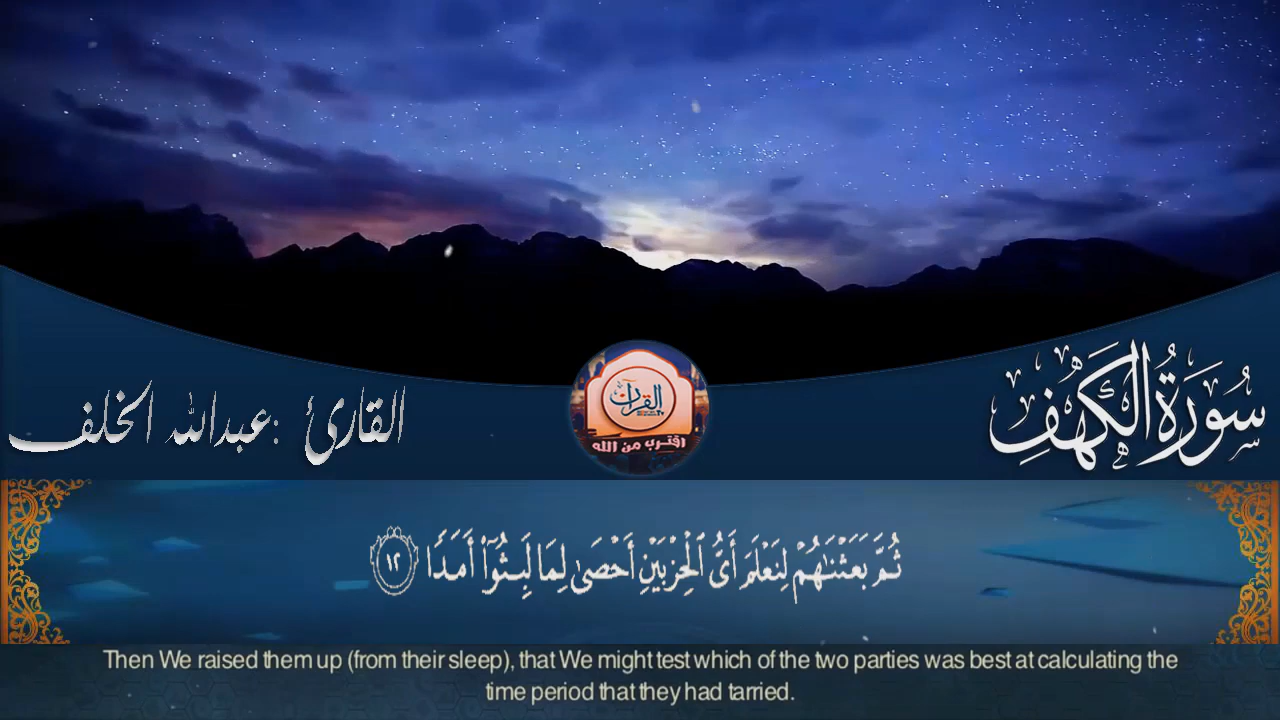 سُورَةُ الْكَهْفِ
القارئ :عبدالله الخلف
القرآن
TV
اقترب من الله
ثُمَّ بَعَثْنَـٰهُمْ لِنَعْلَمَ أَىُّ ٱلْحِزْبَيْنِ أَحْصَىٰ لِمَا لَبِثُوٓا۟ أَمَدًا ١٢
Then We raised them up (from their sleep), that We might test which of the two parties was best at calculating the
time period that they had tarried.